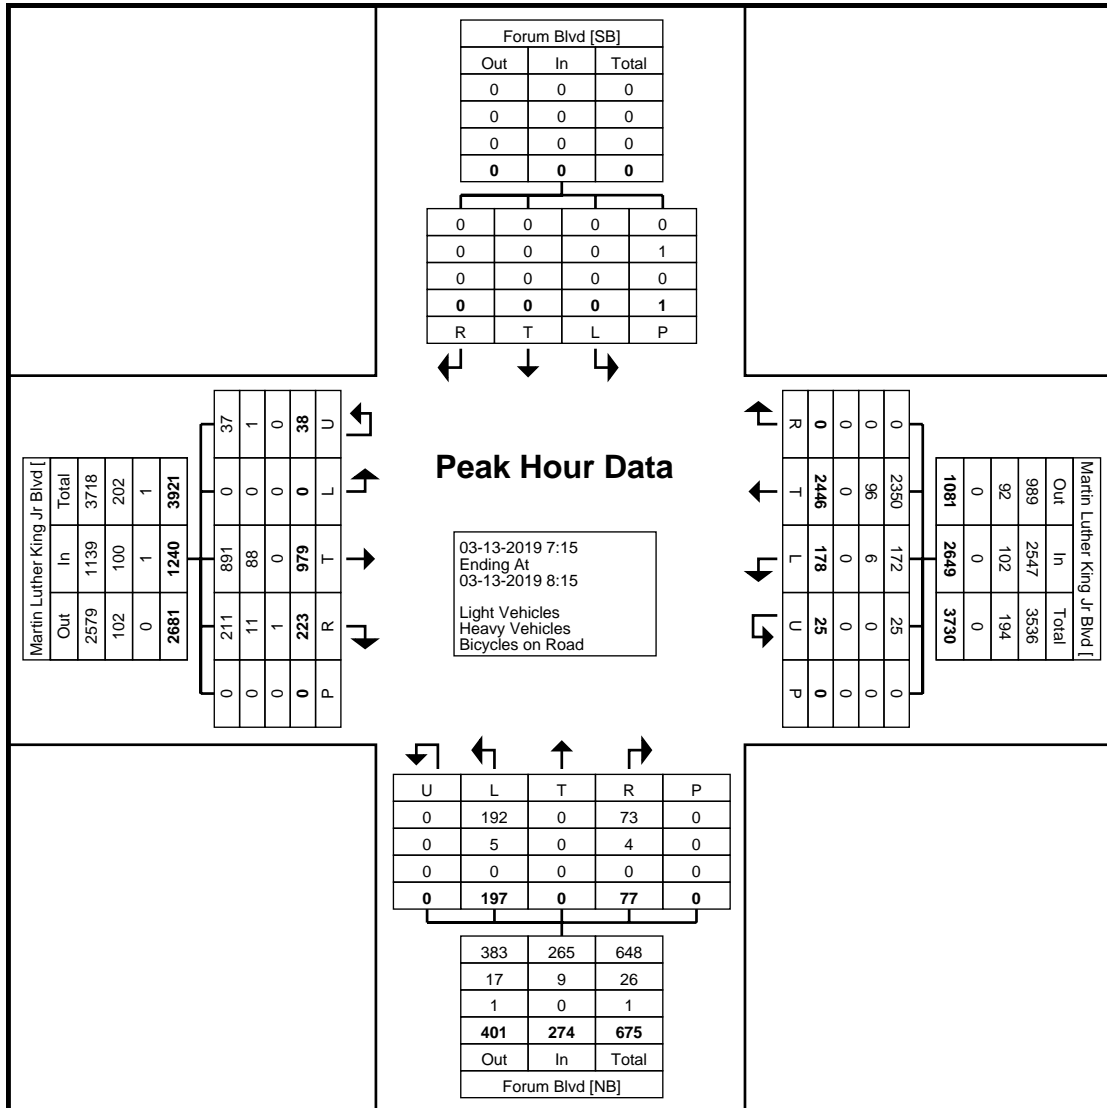 Forum Blvd [SB]
Out In Total
0 0 0
0 0 0
0 0 0
0 0 0
0 0 0 0
0 0 0 1
0 0 0 0
0 0 0 1
R T L P
Martin Luther King Jr Blvd [
Total In Out
3718 1139 2579
202 100 102
1 1 0
3921 1240 2681
37 0 891 211 0
1 0 88 11 0
0 0 0 1 0
38 0 979 223 0
U L T R P
Peak Hour Data
03-13-2019 7:15
Ending At
03-13-2019 8:15
Light Vehicles
Heavy Vehicles
Bicycles on Road
Martin Luther King Jr Blvd [
Out In Total
989 2547 3536
92 102 194
0 0 0
1081 2649 3730
0 2350 172 25 0
0 96 6 0 0
0 0 0 0 0
0 2446 178 25 0
R T L U P
U L T R P
0 192 0 73 0
0 5 0 4 0
0 0 0 0 0
0 197 0 77 0
383 265 648
17 9 26
1 0 1
401 274 675
Out In Total
Forum Blvd [NB]